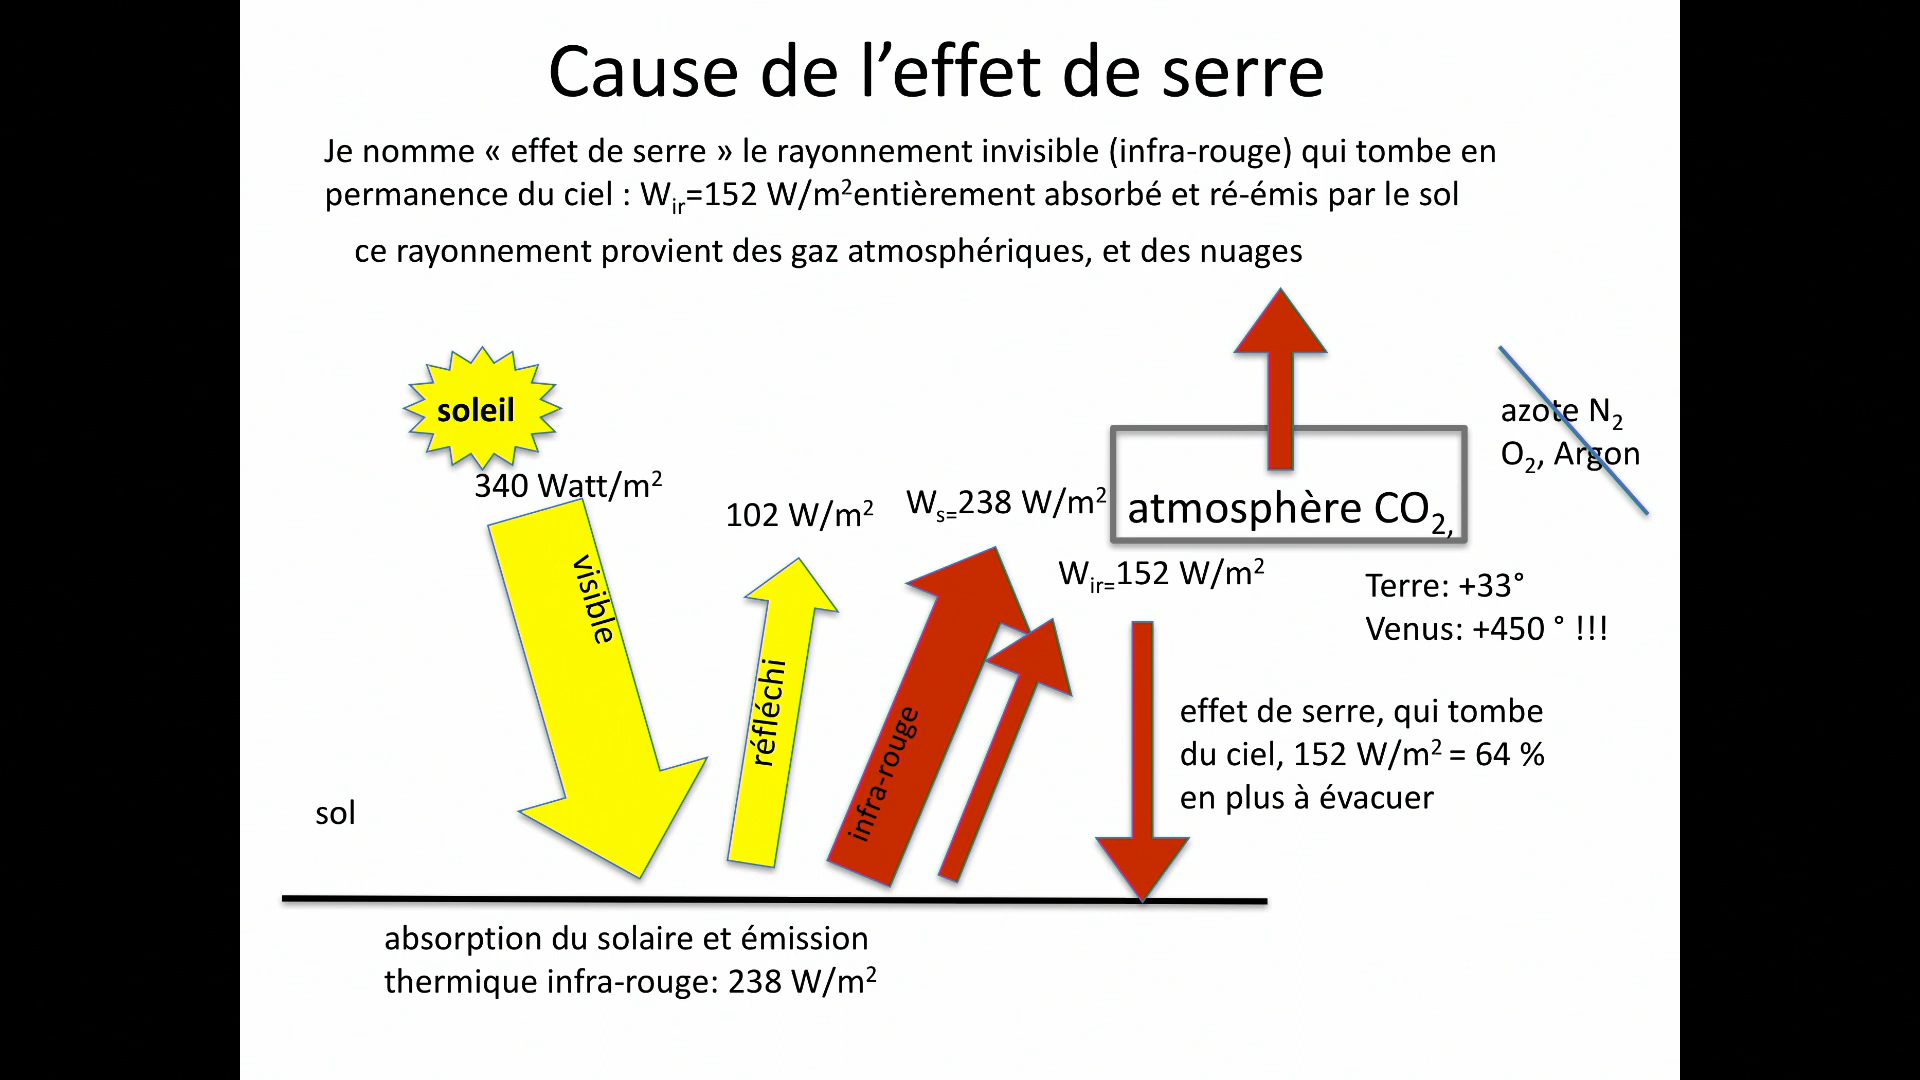 Cause de l’effet de serre
Je nomme « effet de serre » le rayonnement invisible (infra-rouge) qui tombe en
permanence du ciel : Wir=152 W/m²entièrement absorbé et ré-émis par le sol
ce rayonnement provient des gaz atmosphériques, et des nuages
soleil
340 Watt/m²
visible
102 W/m²
réfléchi
Ws=238 W/m²
infra-rouge
atmosphère CO₂,
azote N₂
O₂, Argon
Wir=152 W/m²
Terre: +33°
Venus: +450 ° !!!
effet de serre, qui tombe
du ciel, 152 W/m² = 64 %
en plus à évacuer
sol
absorption du solaire et émission
thermique infra-rouge: 238 W/m²